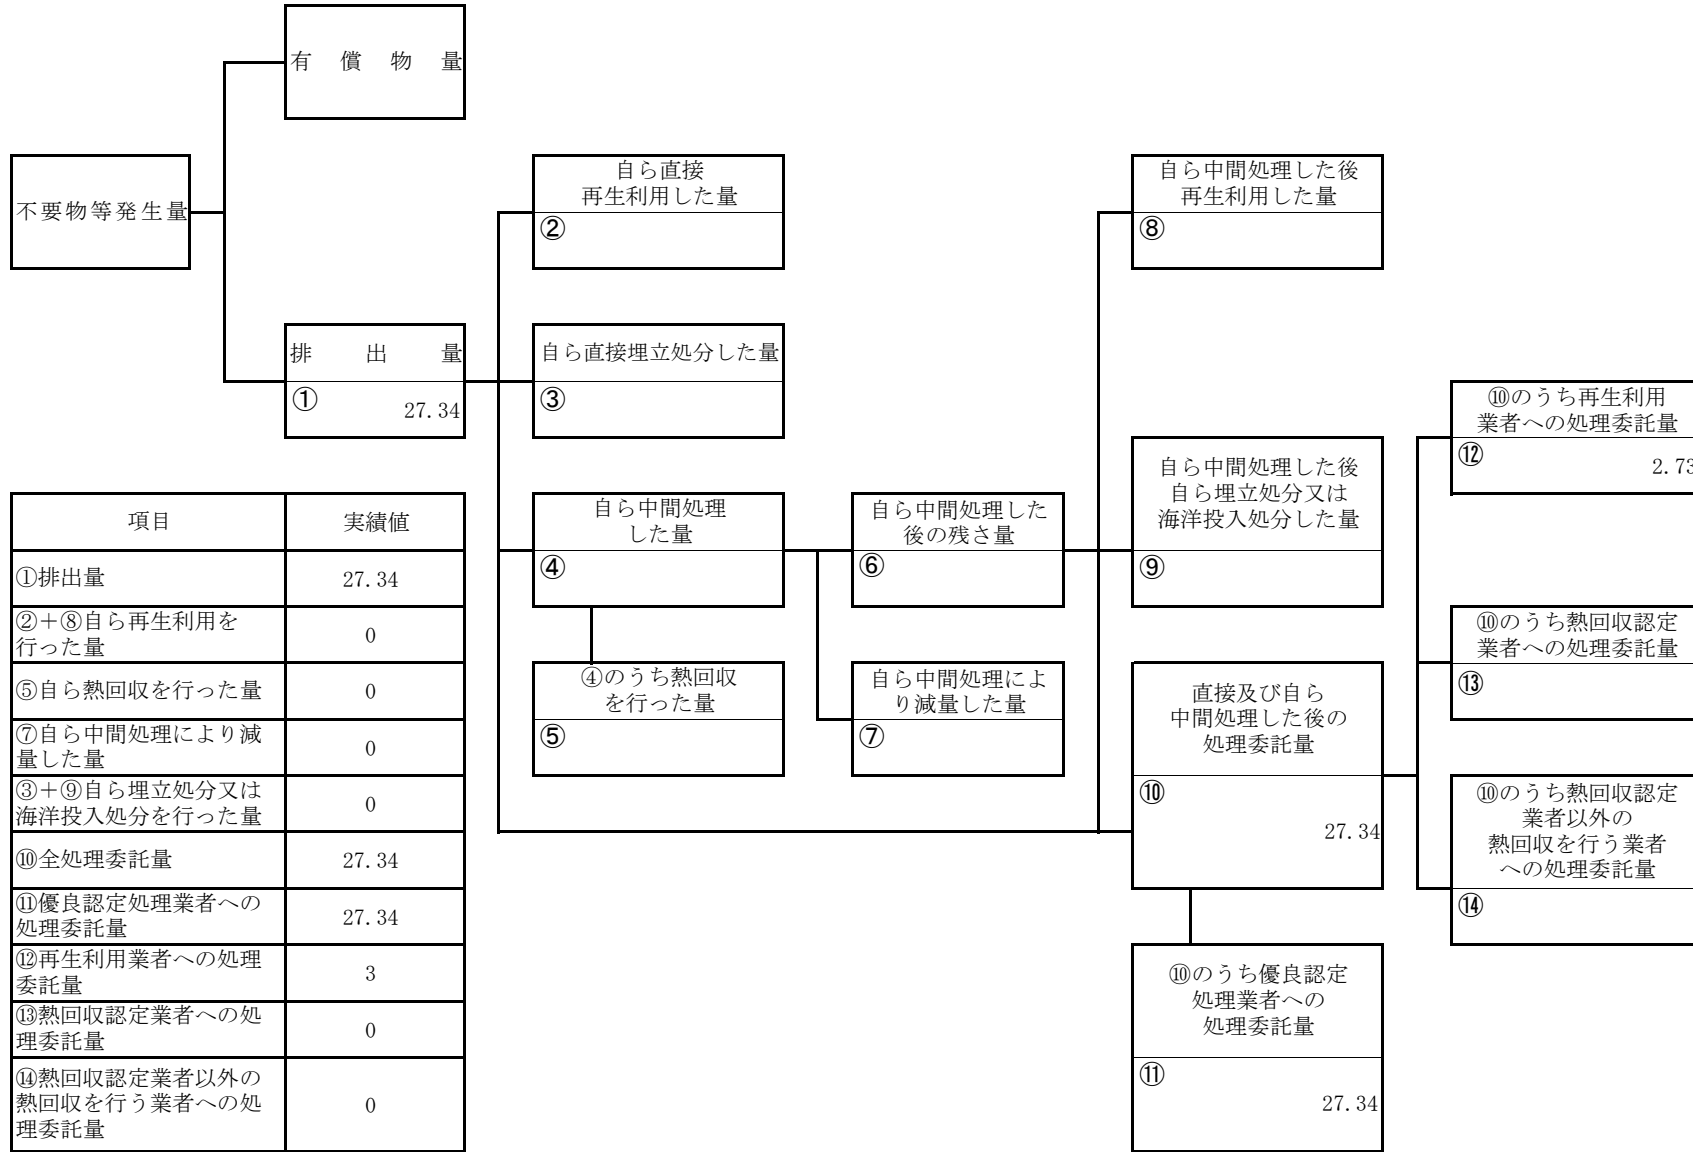 有償物量
不要物等発生量
排出量
①
27.34
自ら直接
再生利用した量
②
自ら直接埋立処分した量
③
自ら中間処理
した量
④
④のうち熱回収
を行った量
⑤
自ら中間処理した
後の残さ量
⑥
自ら中間処理によ
り減量した量
⑦
自ら中間処理した後
再生利用した量
⑧
自ら中間処理した後
自ら埋立処分又は
海洋投入処分した量
⑨
直接及び自ら
中間処理した後の
処理委託量
⑩
27.34
⑩のうち優良認定
処理業者への
処理委託量
⑪
27.34
⑩のうち再生利用
業者への処理委託量
⑫
2.73
⑩のうち熱回収認定
業者への処理委託量
⑬
⑩のうち熱回収認定
業者以外の
熱回収を行う業者
への処理委託量
⑭
項目 実績値
①排出量 27.34
②+⑧自ら再生利用を
行った量 0
⑤自ら熱回収を行った量 0
⑦自ら中間処理により減
量した量 0
③+⑨自ら埋立処分又は
海洋投入処分を行った量 0
⑩全処理委託量 27.34
⑪優良認定処理業者への
処理委託量 27.34
⑫再生利用業者への処理
委託量 3
⑬熱回収認定業者への処
理委託量 0
⑭熱回収認定業者以外の
熱回収を行う業者への処
理委託量 0